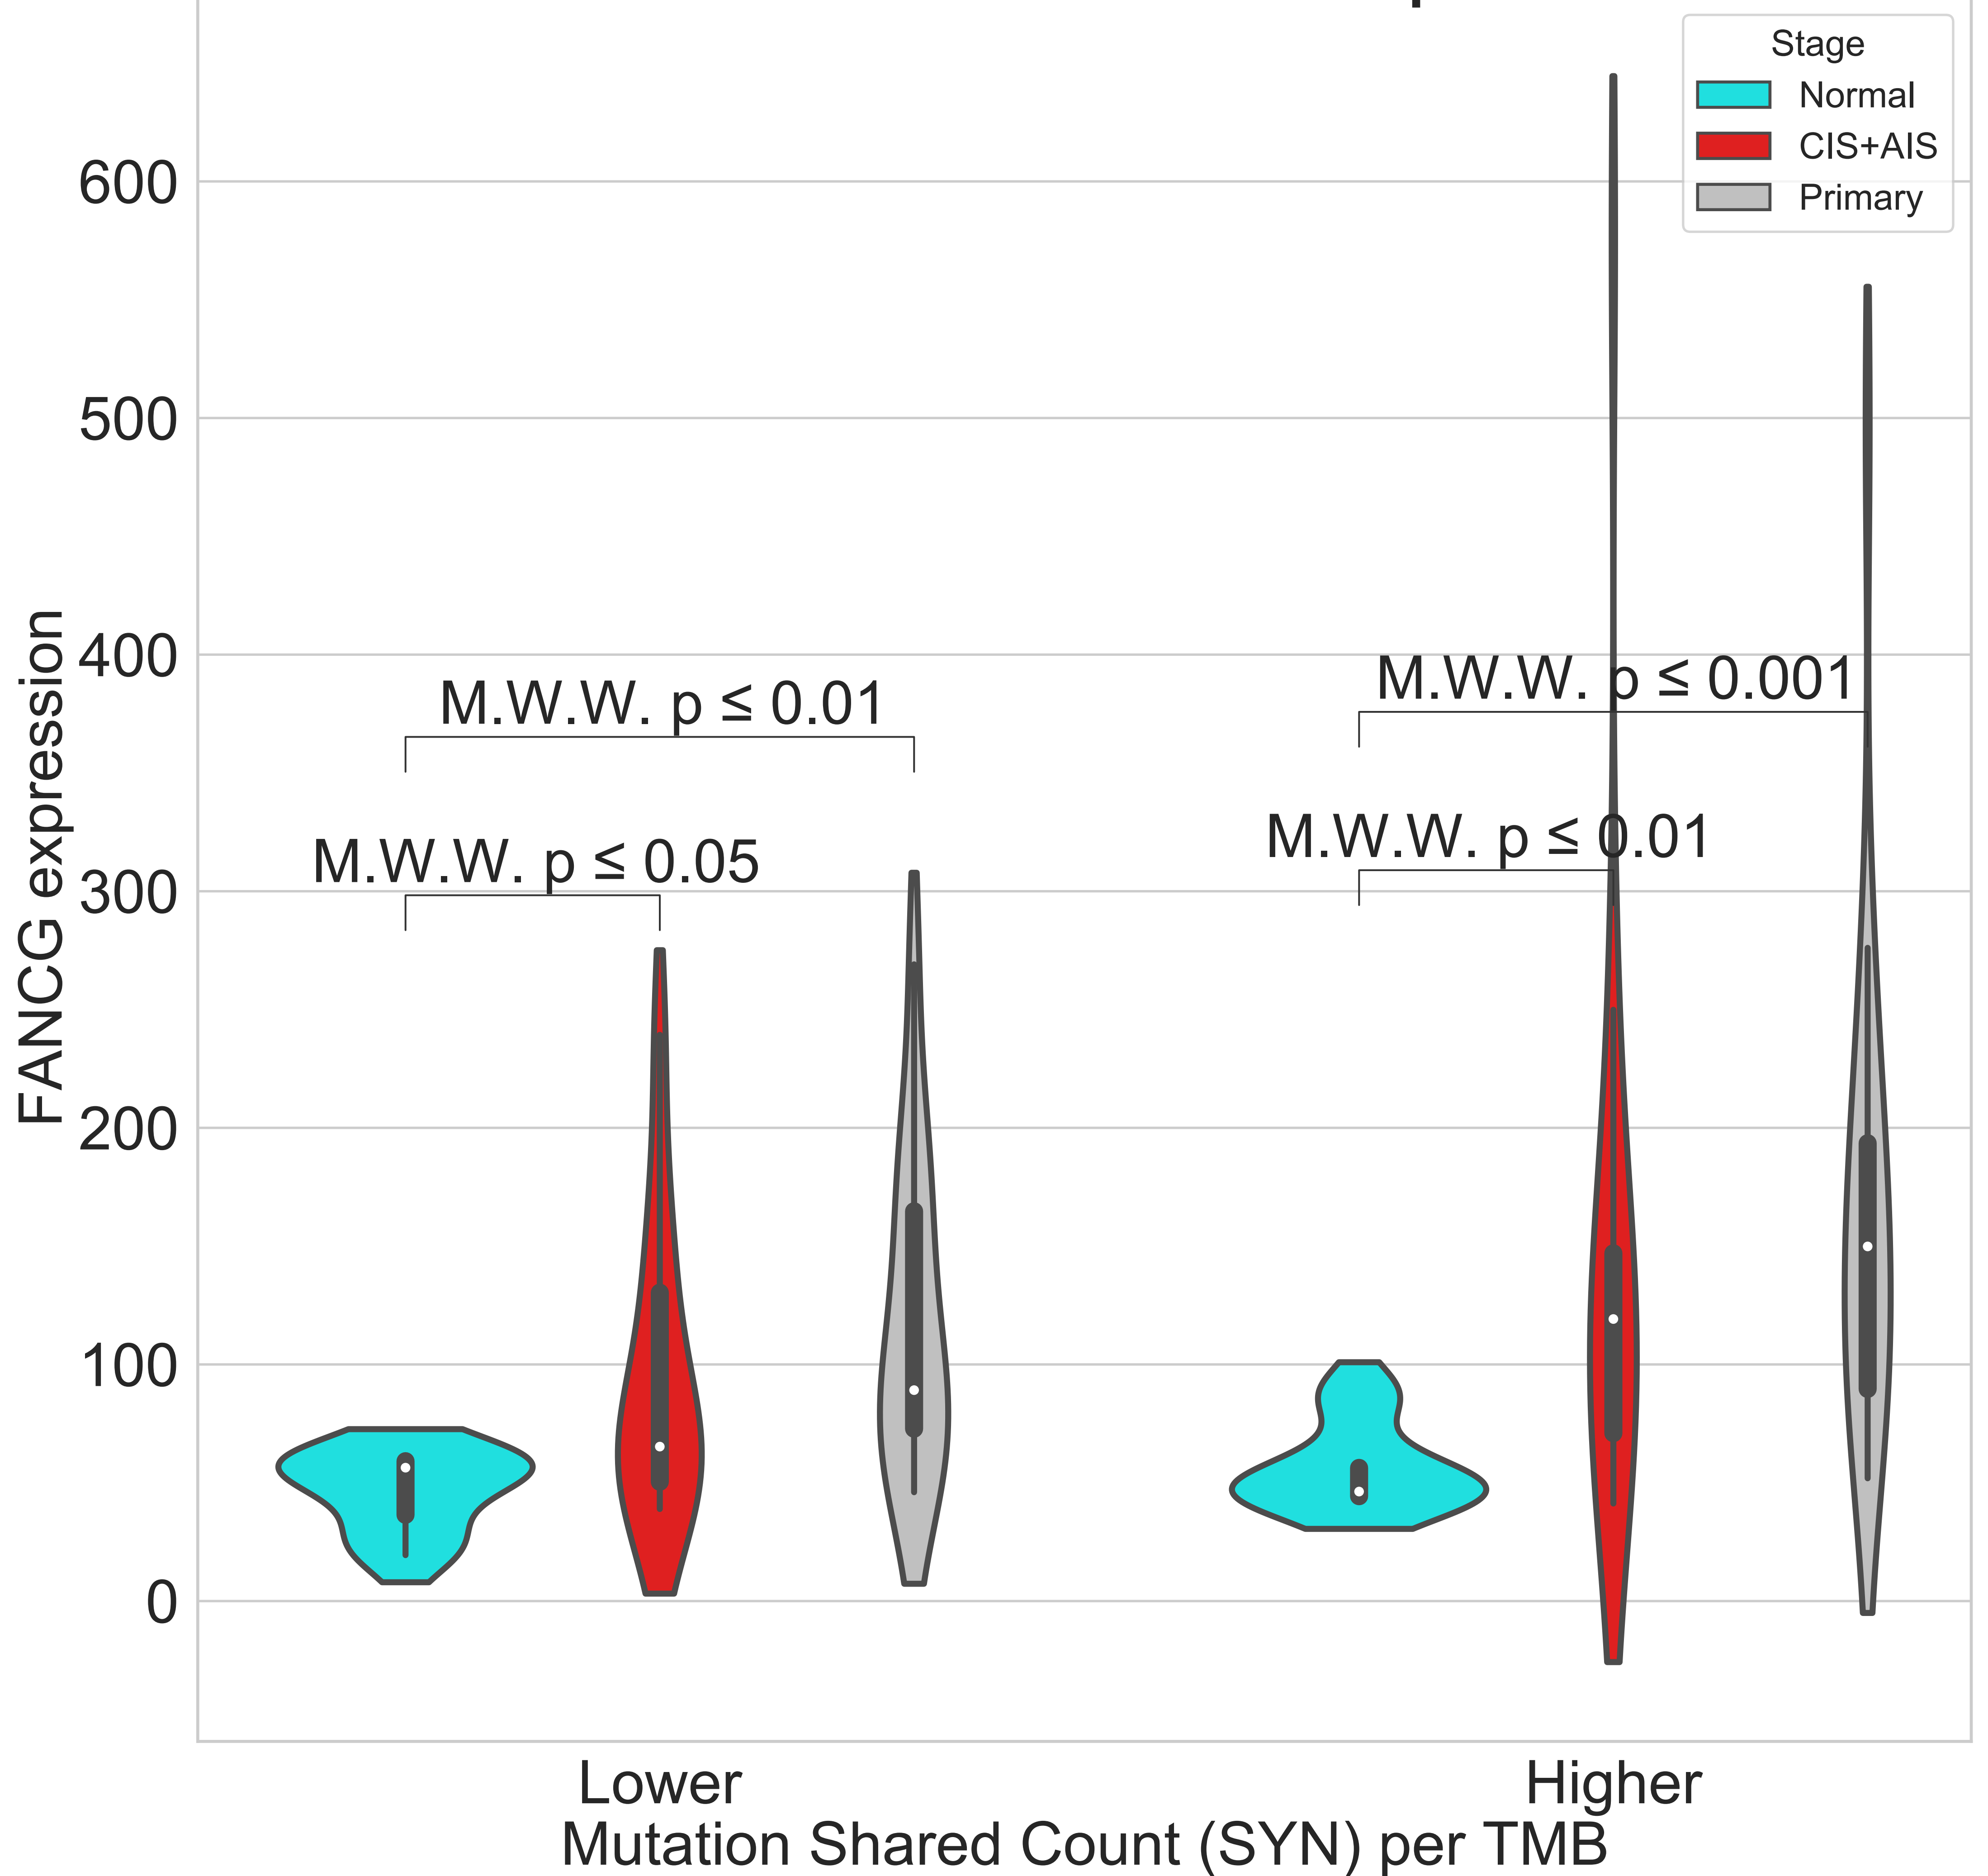 Stage
Normal
CIS+AIS
Primary
600
500
400
300
200
100
0
FANCG expression
M.W.W. p ≤ 0.001
M.W.W. p ≤ 0.01
M.W.W. p ≤ 0.01
M.W.W. p ≤ 0.05
Lower
Higher
Mutation Shared Count (SYN) per TMB